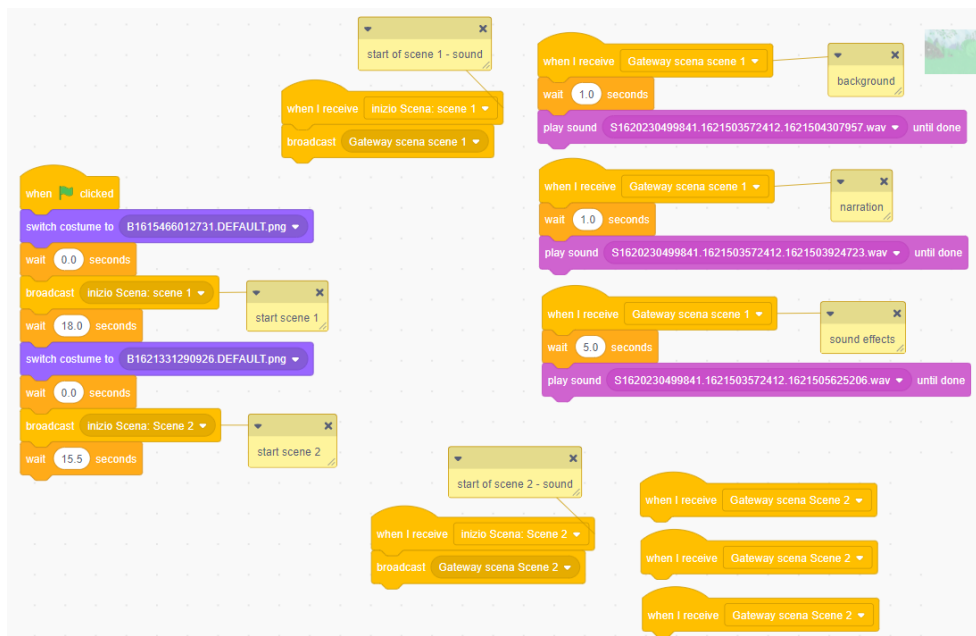 start of scene 1 - sound
when I receive inizio Scena: scene 1
broadcast Gateway scena scene 1
when clicked
switch costume to B1615466012731.DEFAULT.png
wait 0.0 seconds
broadcast inizio Scena: scene 1
start scene 1
wait 18.0 seconds
switch costume to B1621331290926.DEFAULT.png
wait 0.0 seconds
broadcast inizio Scena: Scene 2
start scene 2
wait 15.5 seconds
when I receive Gateway scena scene 1
background
wait 1.0 seconds
play sound S1620230499841.1621503572412.1621504307957.wav until done
when I receive Gateway scena scene 1
narration
wait 1.0 seconds
play sound S1620230499841.1621503572412.1621503924723.wav until done
when I receive Gateway scena scene 1
sound effects
wait 5.0 seconds
play sound S1620230499841.1621503572412.1621505625206.wav until done
start of scene 2 - sound
when I receive inizio Scena: Scene 2
broadcast Gateway scena Scene 2
when I receive Gateway scena Scene 2
when I receive Gateway scena Scene 2
when I receive Gateway scena Scene 2